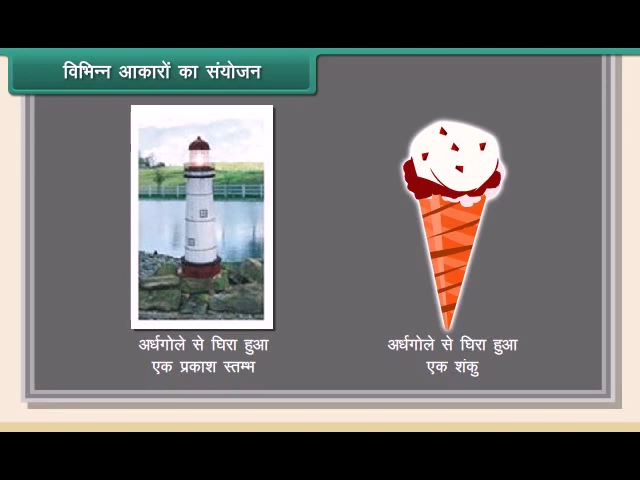 विभिन्न आकारों का संयोजन
अर्धगोले से घिरा हुआ
एक प्रकाश स्तम्भ
अर्धगोले से घिरा हुआ
एक शंकु